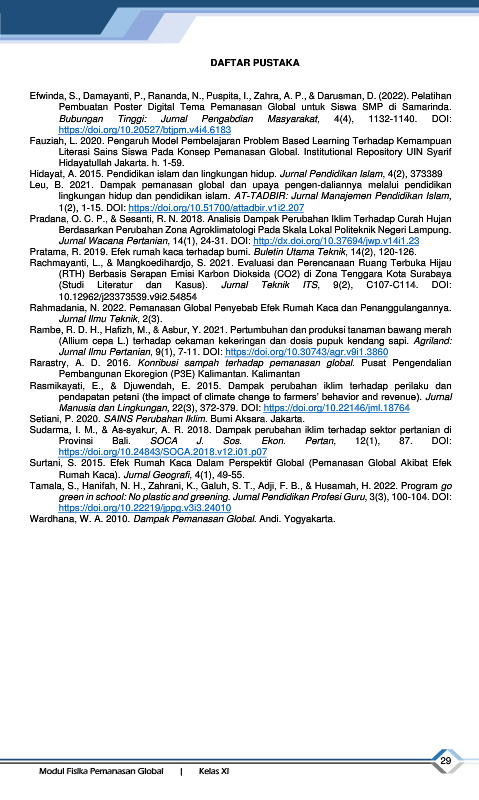 DAFTAR PUSTAKA
Efwinda, S., Damayanti, P., Rananda, N., Puspita, I., Zahra, A. P., & Darusman, D. (2022). Pelatihan
Pembuatan Poster Digital Tema Pemanasan Global untuk Siswa SMP di Samarinda.
Bubungan Tinggi: Jurnal Pengabdian Masyarakat, 4(4), 1132-1140. DOI:
https://doi.org/10.20527/btjpm.v4i4.6183
Fauziah, L. 2020. Pengaruh Model Pembelajaran Problem Based Learning Terhadap Kemampuan
Literasi Sains Siswa Pada Konsep Pemanasan Global. Institutional Repository UIN Syarif
Hidayatullah Jakarta. h. 1-59.
Hidayat, A. 2015. Pendidikan islam dan lingkungan hidup. Jurnal Pendidikan Islam, 4(2), 373389
Leu, B. 2021. Dampak pemanasan global dan upaya pengen-daliannya melalui pendidikan
lingkungan hidup dan pendidikan islam. AT-TADBIR: Jurnal Manajemen Pendidikan Islam,
1(2), 1-15. DOI: https://doi.org/10.51700/attadbir.v1i2.207
Pradana, O. C. P., & Sesanti, R. N. 2018. Analisis Dampak Perubahan Iklim Terhadap Curah Hujan
Berdasarkan Perubahan Zona Agroklimatologi Pada Skala Lokal Politeknik Negeri Lampung.
Jurnal Wacana Pertanian, 14(1), 24-31. DOI: http://dx.doi.org/10.37694/jwp.v14i1.23
Pratama, R. 2019. Efek rumah kaca terhadap bumi. Buletin Utama Teknik, 14(2), 120-126.
Rachmayanti, L., & Mangkoedihardjo, S. 2021. Evaluasi dan Perencanaan Ruang Terbuka Hijau
(RTH) Berbasis Serapan Emisi Karbon Dioksida (CO2) di Zona Tenggara Kota Surabaya
(Studi Literatur dan Kasus). Jurnal Teknik ITS, 9(2), C107-C114. DOI:
10.12962/j23373539.v9i2.54854
Rahmadania, N. 2022. Pemanasan Global Penyebab Efek Rumah Kaca dan Penanggulangannya.
Jurnal Ilmu Teknik, 2(3).
Rambe, R. D. H., Hafizh, M., & Asbur, Y. 2021. Pertumbuhan dan produksi tanaman bawang merah
(Allium cepa L.) terhadap cekaman kekeringan dan dosis pupuk kendang sapi. Agriland:
Jurnal Ilmu Pertanian, 9(1), 7-11. DOI: https://doi.org/10.30743/agr.v9i1.3860
Rarastry, A. D. 2016. Konribusi sampah terhadap pemanasan global. Pusat Pengendalian
Pembangunan Ekoregion (P3E) Kalimantan. Kalimantan
Rasmikayati, E., & Djuwendah, E. 2015. Dampak perubahan iklim terhadap perilaku dan
pendapatan petani (the impact of climate change to farmers' behavior and revenue). Jurnal
Manusia dan Lingkungan, 22(3), 372-379. DOI: https://doi.org/10.22146/jml.18764
Setiani, P. 2020. SAINS Perubahan Iklim. Bumi Aksara. Jakarta.
Sudarma, I. M., & As-syakur, A. R. 2018. Dampak perubahan iklim terhadap sektor pertanian di
Provinsi Bali. SOCA J. Sos. Ekon. Pertan, 12(1), 87. DOI:
https://doi.org/10.24843/SOCA.2018.v12.i01.p07
Surtani, S. 2015. Efek Rumah Kaca Dalam Perspektif Global (Pemanasan Global Akibat Efek
Rumah Kaca). Jurnal Geografi, 4(1), 49-55.
Tamala, S., Hanifah, N. H., Zahrani, K., Galuh, S. T., Adji, F. B., & Husamah, H. 2022. Program go
green in school: No plastic and greening. Jurnal Pendidikan Profesi Guru, 3(3), 100-104. DOI:
https://doi.org/10.22219/jppg.v3i3.24010
Wardhana, W. A. 2010. Dampak Pemanasan Global. Andi. Yogyakarta.
29
Modul Fisika Pemanasan Global | Kelas XI